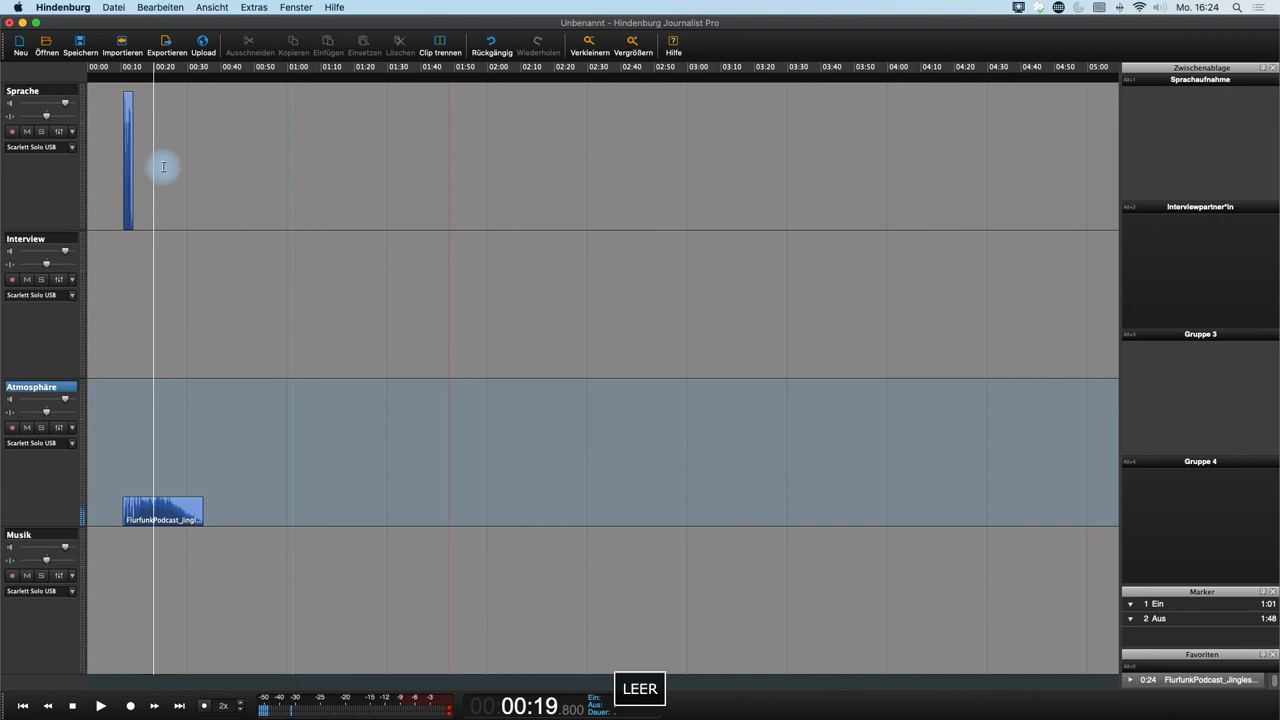 Hindenburg Datei Bearbeiten Ansicht Extras Fenster Hilfe
Mo. 16:24
Unbenannt - Hindenburg Journalist Pro
Neu Öffnen Speichern Importieren Exportieren Upload Ausschneiden Kopieren Einfügen Einsetzen Löschen Clip trennen Rückgängig Wiederholen Verkleinern Vergrößern Hilfe
00:00 00:10 00:20 00:30 00:40 00:50 01:00 01:10 01:20 01:30 01:40 01:50 02:00 02:10 02:20 02:30 02:40 02:50 03:00 03:10 03:20 03:30 03:40 03:50 04:00 04:10 04:20 04:30 04:40 04:50 05:00
Zwischenablage
Alt+1 Sprachaufnahme
Sprache
M S
Scarlett Solo USB
Alt+2 Interviewpartner*in
Interview
M S
Scarlett Solo USB
Alt+3 Gruppe 3
Atmosphäre
M S
Scarlett Solo USB
Alt+4 Gruppe 4
FlurfunkPodcast_Jingl...
Musik
M S
Scarlett Solo USB
Marker
1 Ein 1:01
2 Aus 1:48
Favoriten
Alt+0
0:24 FlurfunkPodcast_Jingles...
LEER
2x
-50 -40 -30 -25 -20 -15 -12 -9 -6 -3
00:00:19.800
Ein:
Aus:
Dauer: